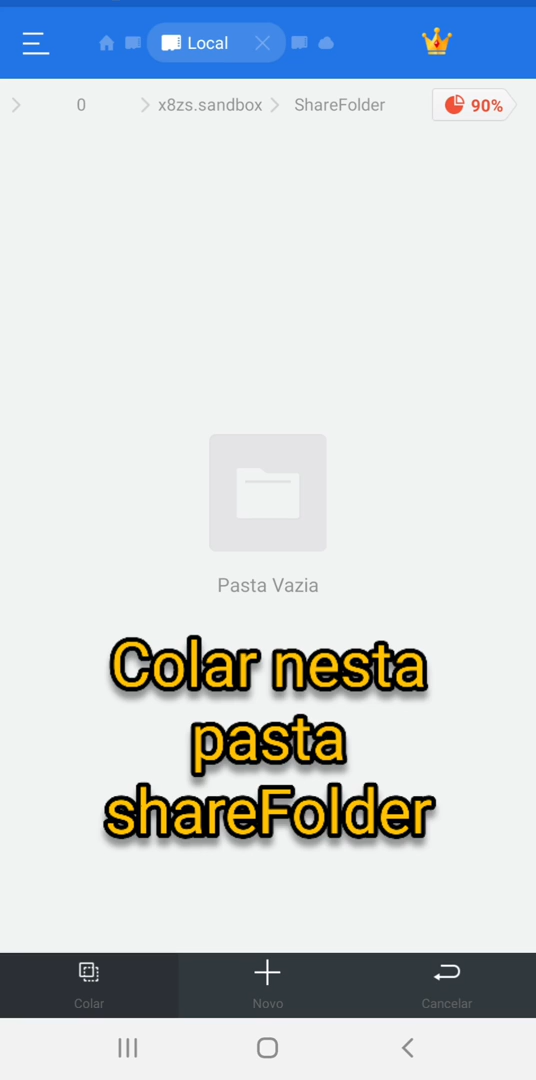 Local
0
x8zs.sandbox
ShareFolder
90%
Pasta Vazia
Colar nesta
pasta
shareFolder
Colar
Novo
Cancelar